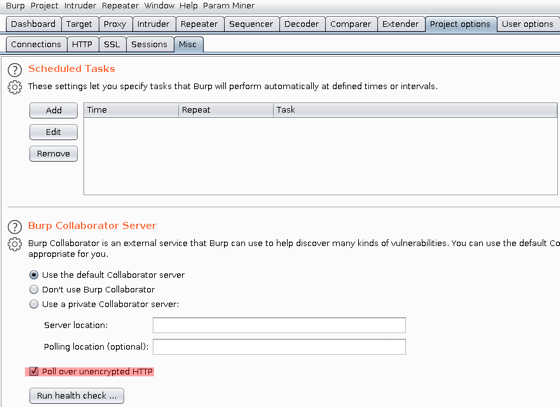 Burp Project Intruder Repeater Window Help Param Miner
Dashboard Target Proxy Intruder Repeater Sequencer Decoder Comparer Extender Project options User options
Connections HTTP SSL Sessions Misc
? Scheduled Tasks
These settings let you specify tasks that Burp will perform automatically at defined times or intervals.
Add Time Repeat Task
Edit
Remove
? Burp Collaborator Server
Burp Collaborator is an external service that Burp can use to help discover many kinds of vulnerabilities. You can use the default Co
appropriate for you.
Use the default Collaborator server
Don't use Burp Collaborator
Use a private Collaborator server:
Server location:
Polling location (optional):
Poll over unencrypted HTTP
Run health check ...